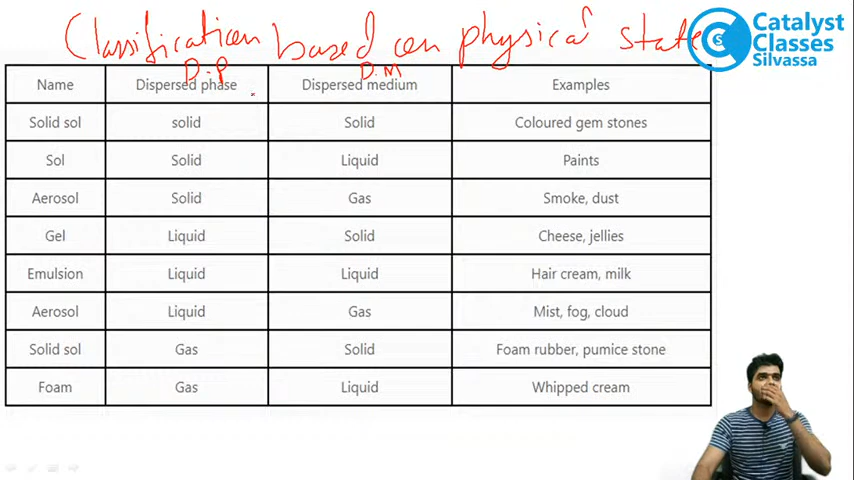 Classification based on physical state
Catalyst
Classes
Silvassa
D.P
D.M
Name Dispersed phase Dispersed medium Examples
Solid sol solid Solid Coloured gem stones
Sol Solid Liquid Paints
Aerosol Solid Gas Smoke, dust
Gel Liquid Solid Cheese, jellies
Emulsion Liquid Liquid Hair cream, milk
Aerosol Liquid Gas Mist, fog, cloud
Solid sol Gas Solid Foam rubber, pumice stone
Foam Gas Liquid Whipped cream